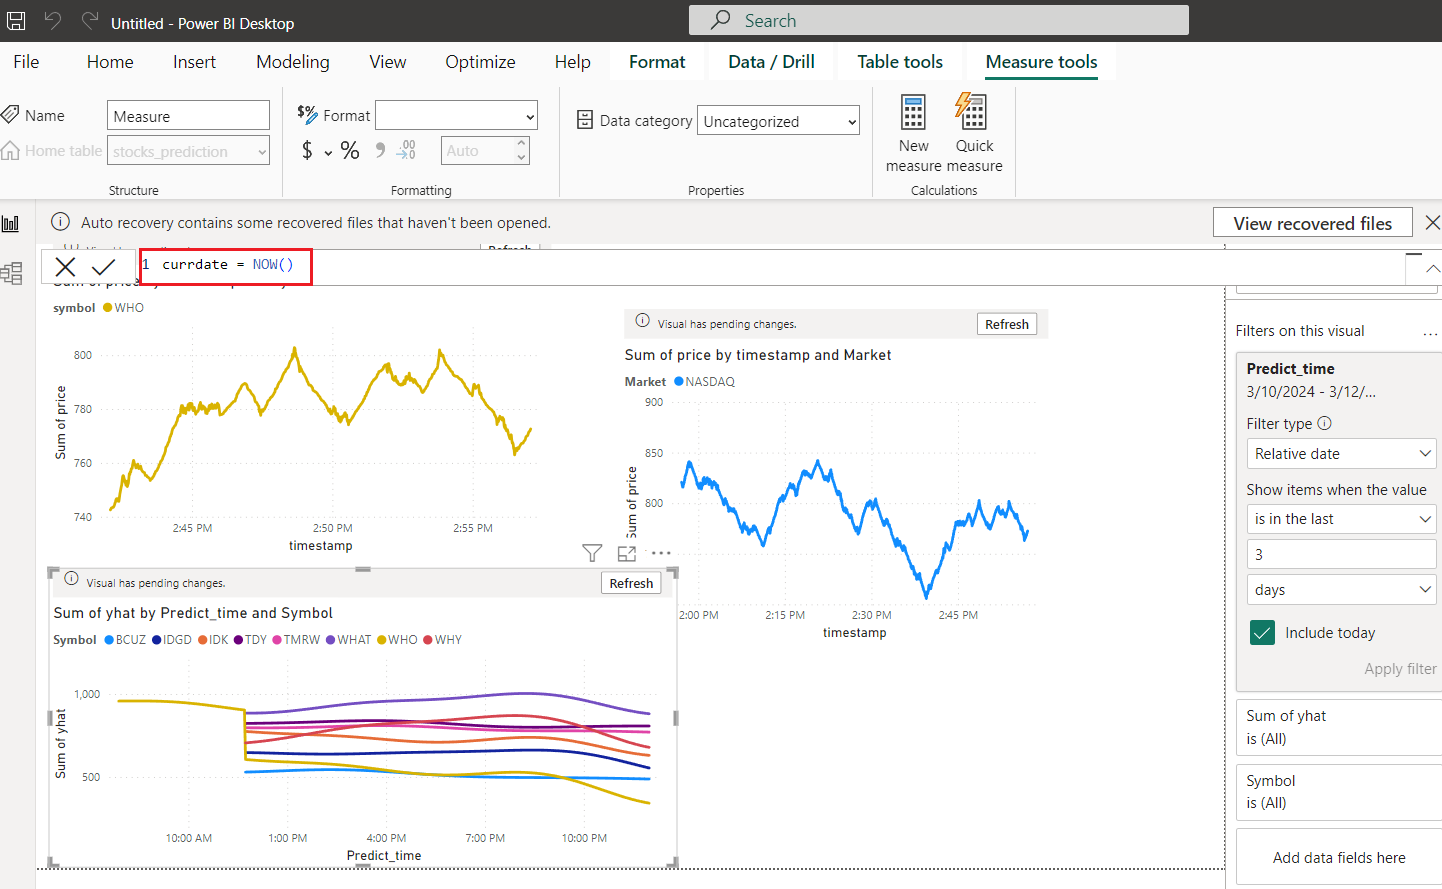 Untitled - Power BI Desktop
Search
File Home Insert Modeling View Optimize Help Format Data / Drill Table tools Measure tools
Name Measure
Home table stocks_prediction
Structure
$% Format
$ % 9 .00
Auto
Formatting
Data category Uncategorized
Properties
New measure
Quick measure
Calculations
Auto recovery contains some recovered files that haven't been opened.
View recovered files
Refresh
1 currdate = NOW()
symbol WHO
Sum of price
800
780
760
740
2:45 PM 2:50 PM 2:55 PM
timestamp
Visual has pending changes. Refresh
Sum of price by timestamp and Market
Market NASDAQ
Sum of price
900
850
800
2:00 PM 2:15 PM 2:30 PM 2:45 PM
timestamp
Visual has pending changes. Refresh
Sum of yhat by Predict_time and Symbol
Symbol BCUZ IDGD IDK TDY TMRW WHAT WHO WHY
Sum of yhat
1,000
500
10:00 AM 1:00 PM 4:00 PM 7:00 PM 10:00 PM
Predict_time
Filters on this visual ...
Predict_time
3/10/2024 - 3/12/...
Filter type
Relative date
Show items when the value
is in the last
3
days
Include today
Apply filter
Sum of yhat
is (All)
Symbol
is (All)
Add data fields here